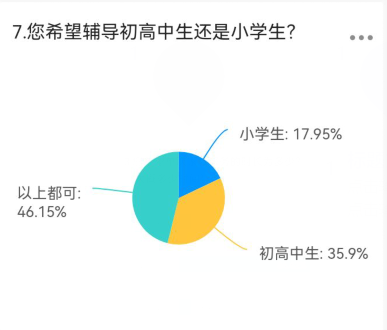 7.您希望辅导初高中生还是小学生?
小学生: 17.95%
以上都可:
46.15%
初高中生: 35.9%